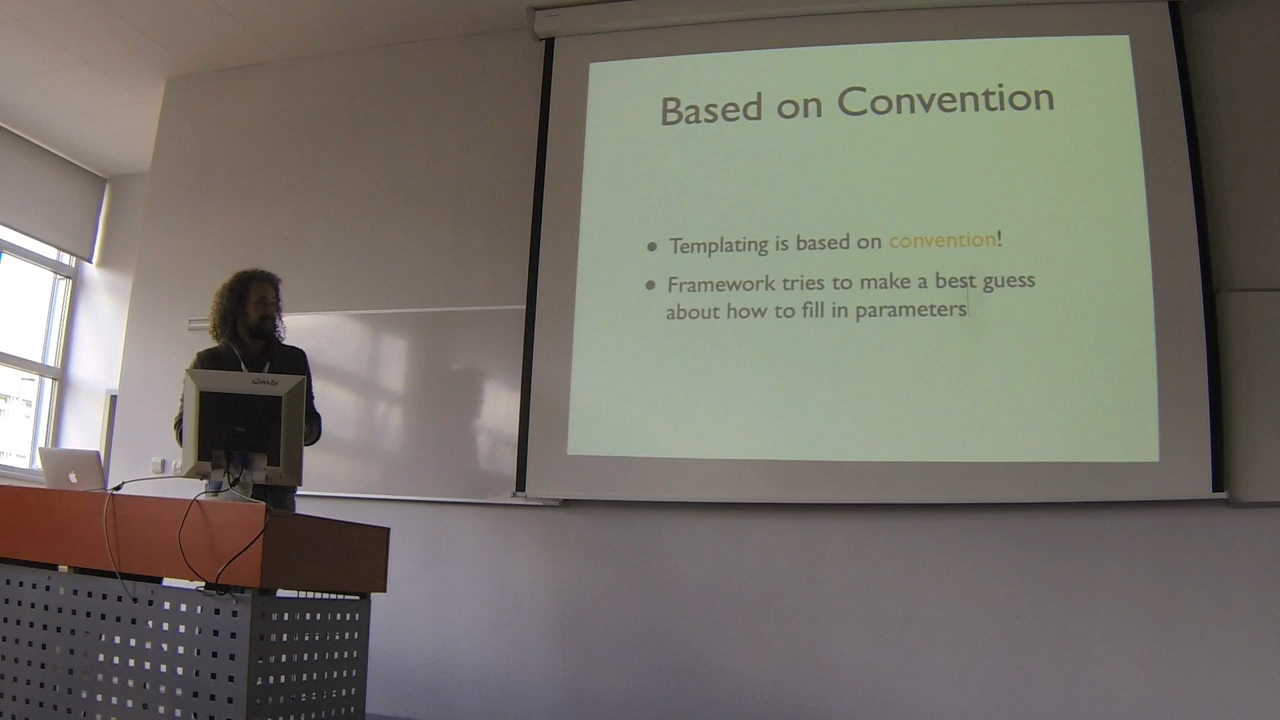 Based on Convention
• Templating is based on convention!
• Framework tries to make a best guess
about how to fill in parameters